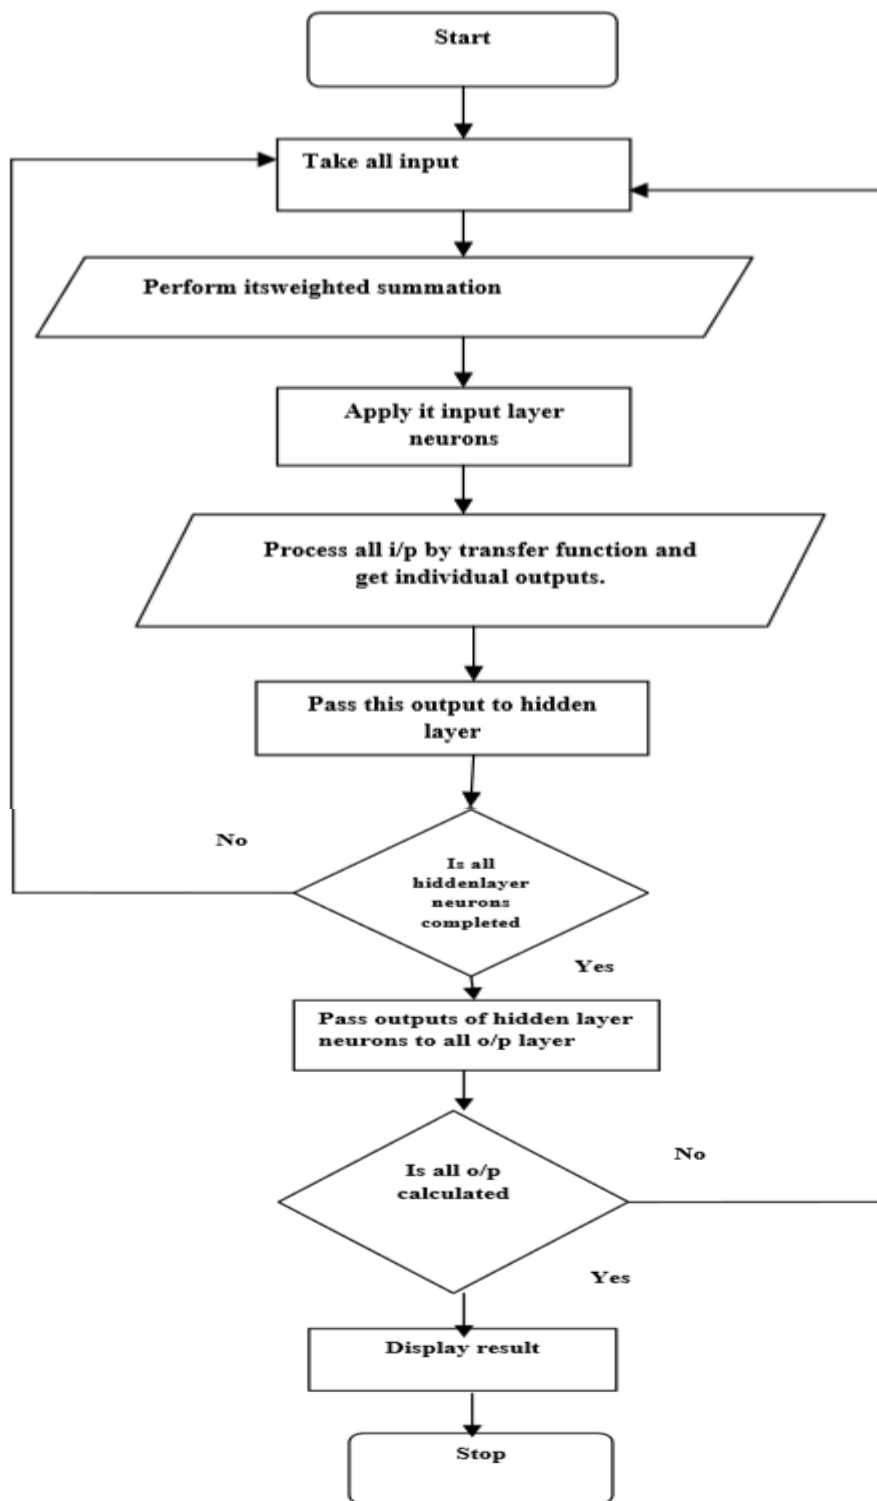 Start
Take all input
Perform itsweighted summation
Apply it input layer
neurons
Process all i/p by transfer function and
get individual outputs.
Pass this output to hidden
layer
No
Is all
hiddenlayer
neurons
completed
Yes
Pass outputs of hidden layer
neurons to all o/p layer
No
Is all o/p
calculated
Yes
Display result
Stop